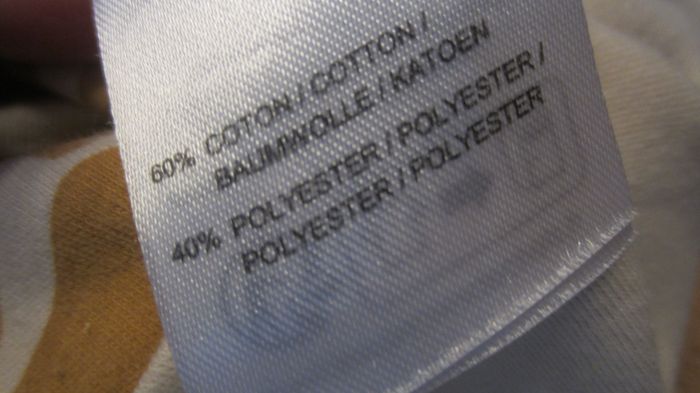 60% COTON / COTTON /
BAUMWOLLE / KATOEN
40% POLYESTER / POLYESTER /
POLYESTER / POLYESTER